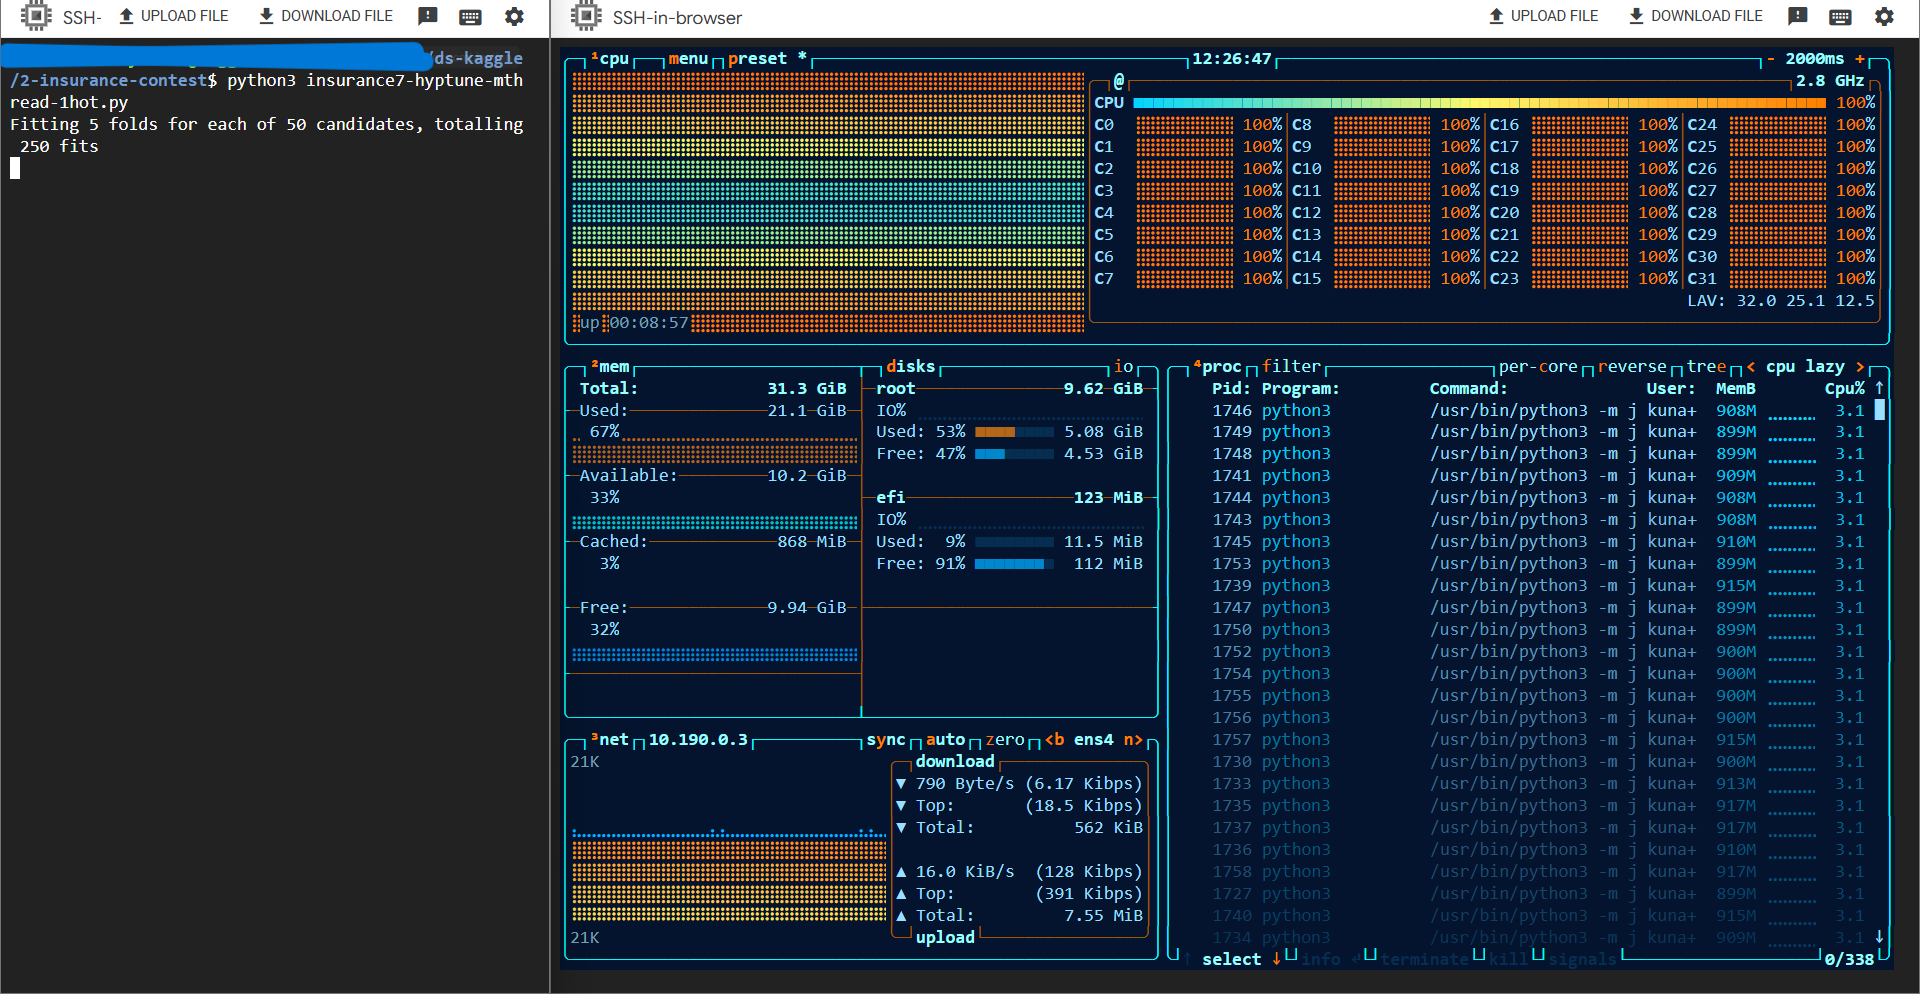 SSH-
UPLOAD FILE
DOWNLOAD FILE
/ds-kaggle
/2-insurance-contest$ python3 insurance7-hyptune-mth
read-1hot.py
Fitting 5 folds for each of 50 candidates, totalling
250 fits
SSH-in-browser
UPLOAD FILE
DOWNLOAD FILE
¹cpu menu preset * 12:26:47 - 2000ms +
@ 2.8 GHz
CPU 100%
C0 100% C8 100% C16 100% C24 100%
C1 100% C9 100% C17 100% C25 100%
C2 100% C10 100% C18 100% C26 100%
C3 100% C11 100% C19 100% C27 100%
C4 100% C12 100% C20 100% C28 100%
C5 100% C13 100% C21 100% C29 100%
C6 100% C14 100% C22 100% C30 100%
C7 100% C15 100% C23 100% C31 100%
LAV: 32.0 25.1 12.5
up 00:08:57
²mem
Total: 31.3 GiB
Used: 21.1 GiB
67%
Available: 10.2 GiB
33%
Cached: 868 MiB
3%
Free: 9.94 GiB
32%
disks io
root 9.62 GiB
IO%
Used: 53% 5.08 GiB
Free: 47% 4.53 GiB
efi 123 MiB
IO%
Used: 9% 11.5 MiB
Free: 91% 112 MiB
³net 10.190.0.3 sync auto zero <b ens4 n>
21K
download
▼ 790 Byte/s (6.17 Kibps)
▼ Top: (18.5 Kibps)
▼ Total: 562 KiB
▲ 16.0 KiB/s (128 Kibps)
▲ Top: (391 Kibps)
▲ Total: 7.55 MiB
21K
upload
⁴proc filter per-core reverse tree < cpu lazy >
Pid: Program: Command: User: MemB Cpu% ↑
1746 python3 /usr/bin/python3 -m j kuna+ 908M 3.1
1749 python3 /usr/bin/python3 -m j kuna+ 899M 3.1
1748 python3 /usr/bin/python3 -m j kuna+ 899M 3.1
1741 python3 /usr/bin/python3 -m j kuna+ 909M 3.1
1744 python3 /usr/bin/python3 -m j kuna+ 908M 3.1
1743 python3 /usr/bin/python3 -m j kuna+ 908M 3.1
1745 python3 /usr/bin/python3 -m j kuna+ 910M 3.1
1753 python3 /usr/bin/python3 -m j kuna+ 899M 3.1
1739 python3 /usr/bin/python3 -m j kuna+ 915M 3.1
1747 python3 /usr/bin/python3 -m j kuna+ 899M 3.1
1750 python3 /usr/bin/python3 -m j kuna+ 899M 3.1
1752 python3 /usr/bin/python3 -m j kuna+ 900M 3.1
1754 python3 /usr/bin/python3 -m j kuna+ 900M 3.1
1755 python3 /usr/bin/python3 -m j kuna+ 900M 3.1
1756 python3 /usr/bin/python3 -m j kuna+ 900M 3.1
1757 python3 /usr/bin/python3 -m j kuna+ 915M 3.1
1730 python3 /usr/bin/python3 -m j kuna+ 900M 3.1
1733 python3 /usr/bin/python3 -m j kuna+ 913M 3.1
1735 python3 /usr/bin/python3 -m j kuna+ 917M 3.1
1737 python3 /usr/bin/python3 -m j kuna+ 917M 3.1
1736 python3 /usr/bin/python3 -m j kuna+ 910M 3.1
1758 python3 /usr/bin/python3 -m j kuna+ 917M 3.1
1727 python3 /usr/bin/python3 -m j kuna+ 899M 3.1
1740 python3 /usr/bin/python3 -m j kuna+ 915M 3.1
1734 python3 /usr/bin/python3 -m j kuna+ 909M 3.1 ↓
↑ select ↓ info ↵ terminate kill signals 0/338